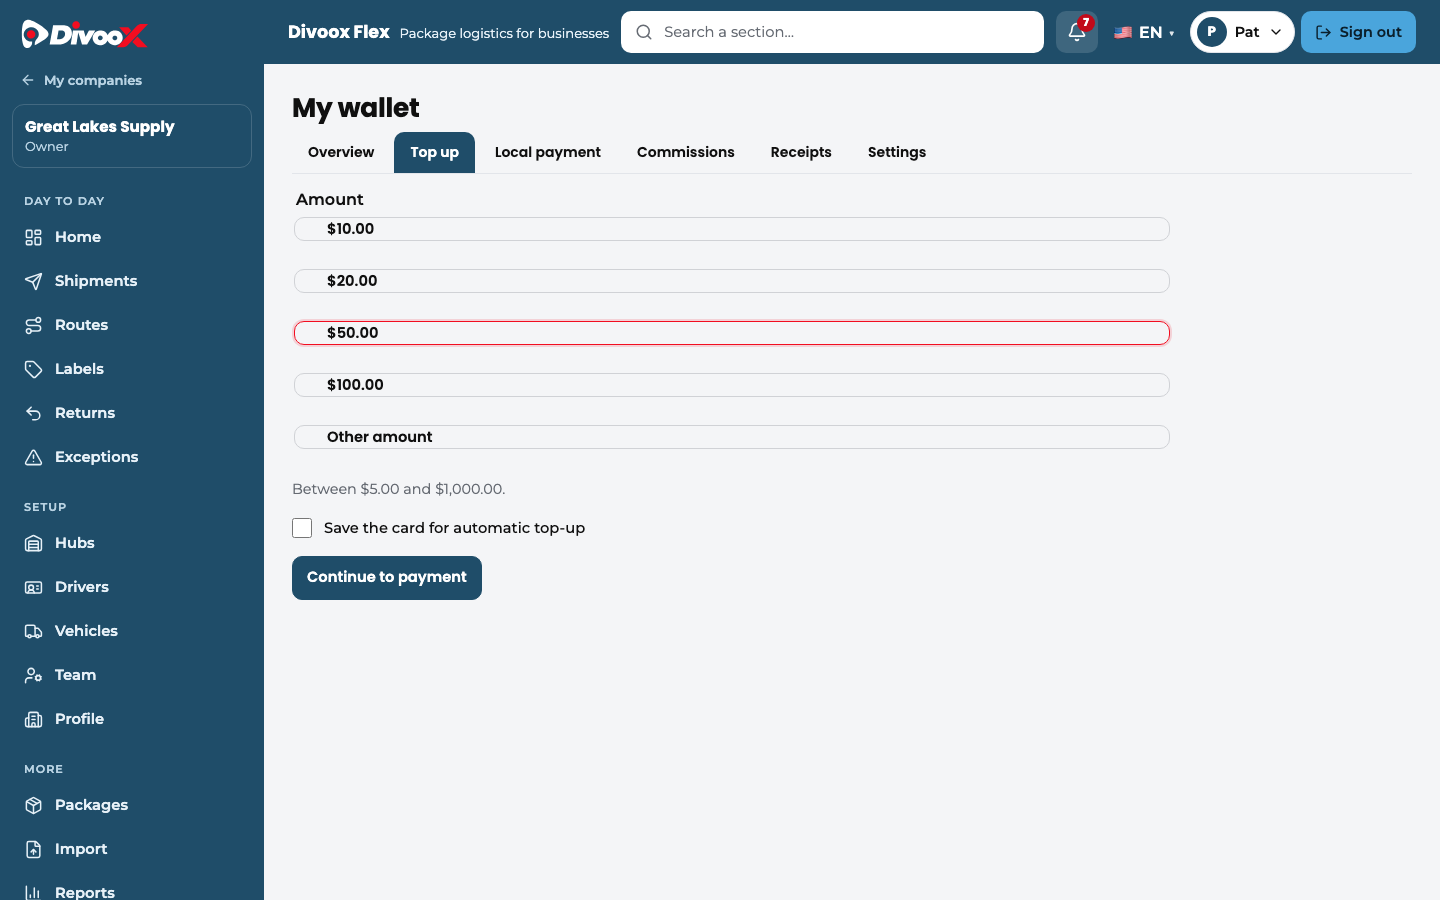 DivooX
Divoox Flex
Package logistics for businesses
Search a section...
7
EN
P
Pat
Sign out
My companies
Great Lakes Supply
Owner
DAY TO DAY
Home
Shipments
Routes
Labels
Returns
Exceptions
SETUP
Hubs
Drivers
Vehicles
Team
Profile
MORE
Packages
Import
Reports
My wallet
Overview
Top up
Local payment
Commissions
Receipts
Settings
Amount
$10.00
$20.00
$50.00
$100.00
Other amount
Between $5.00 and $1,000.00.
Save the card for automatic top-up
Continue to payment